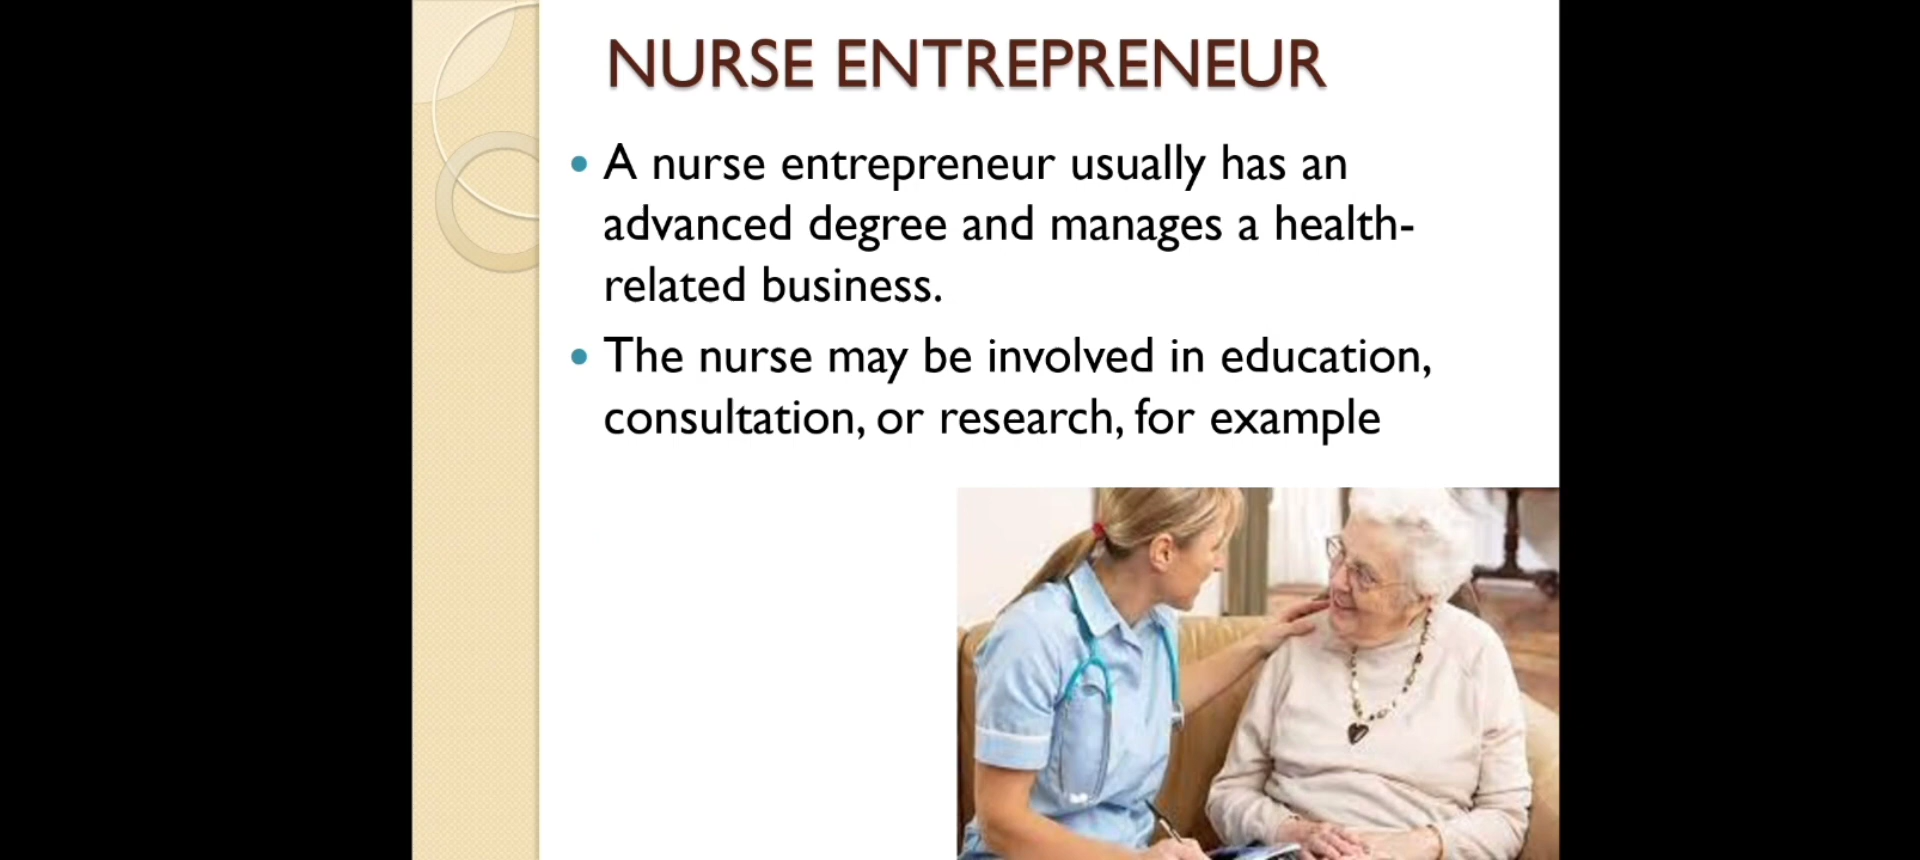 NURSE ENTREPRENEUR
• A nurse entrepreneur usually has an
advanced degree and manages a health-
related business.
• The nurse may be involved in education,
consultation, or research, for example